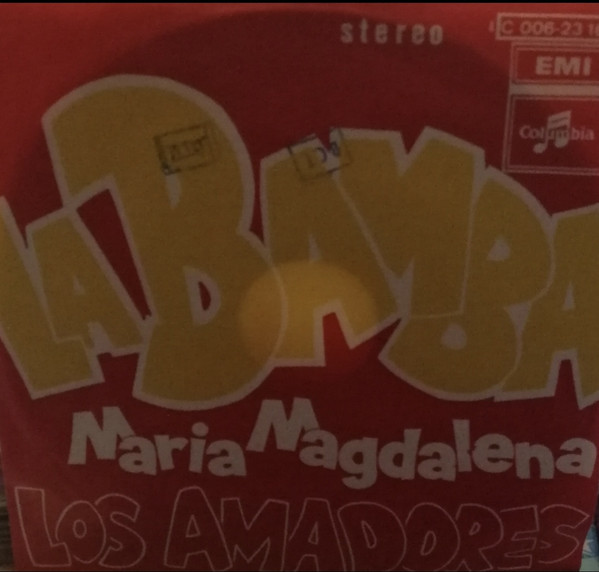 stereo
C 006-23
EMI
Columbia
LA BAMBA
Maria Magdalena
LOS AMADORES